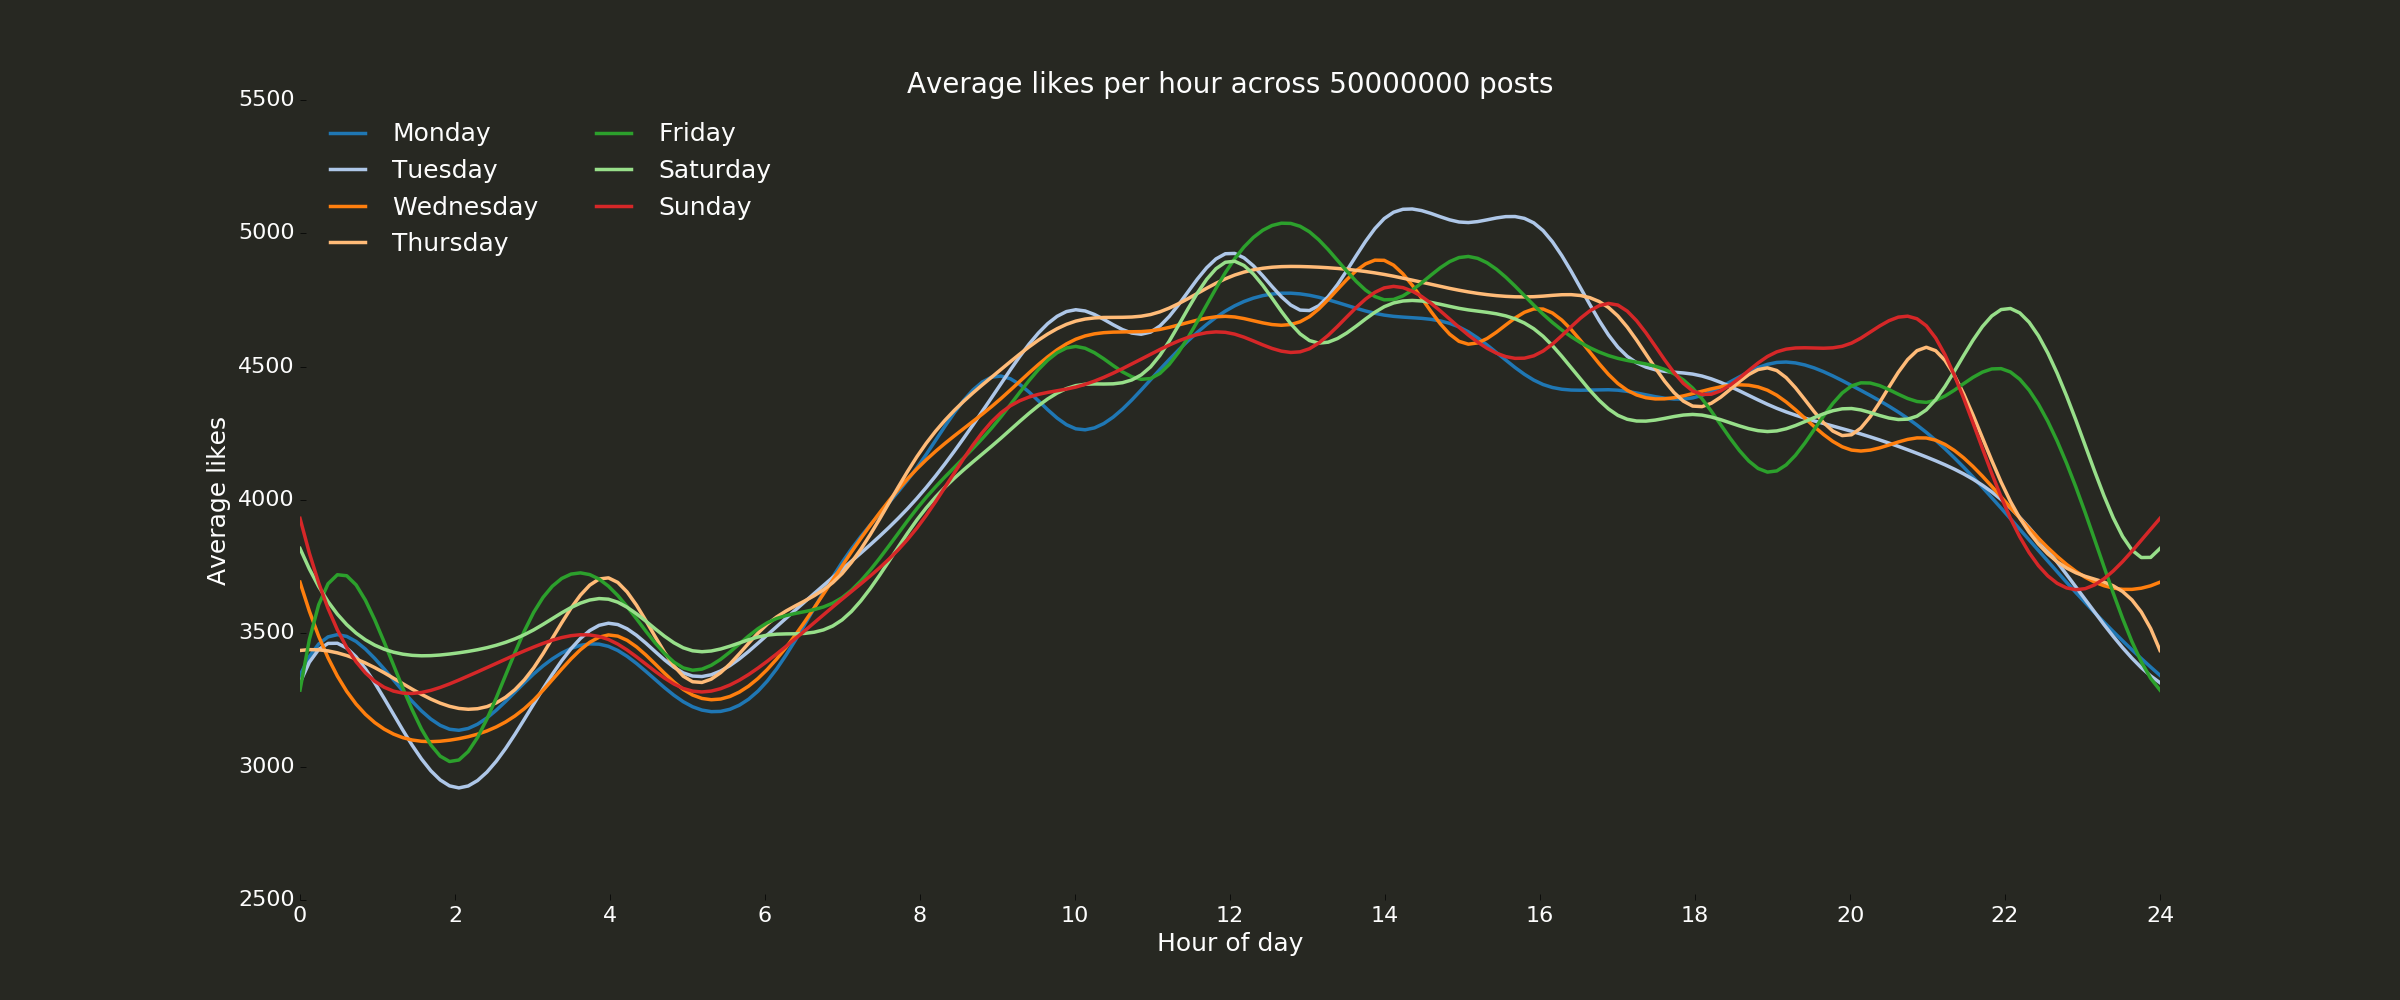 Average likes per hour across 50000000 posts
5500
5000
4500
4000
3500
3000
2500
Average likes
Monday
Tuesday
Wednesday
Thursday
Friday
Saturday
Sunday
0 2 4 6 8 10 12 14 16 18 20 22 24
Hour of day